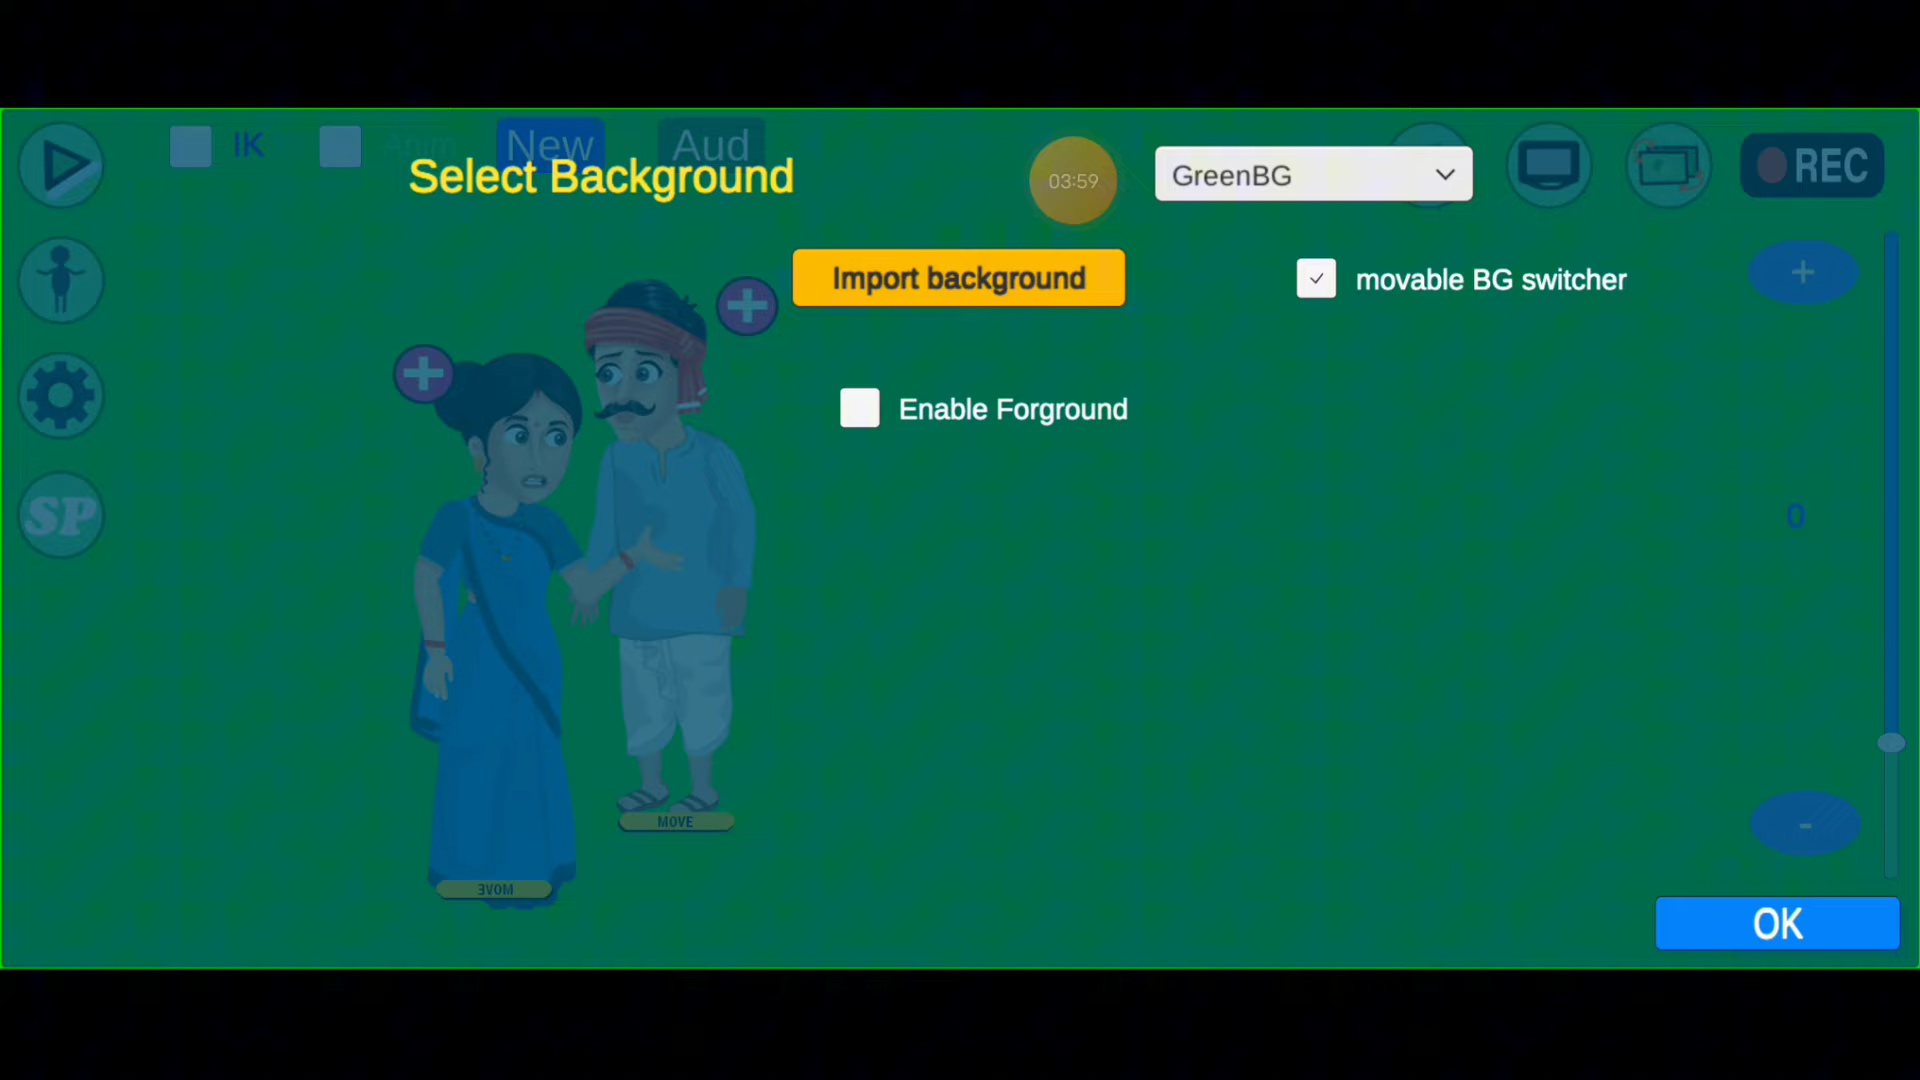 IK
Anim
New
Aud
Select Background
03:59
GreenBG
REC
Import background
movable BG switcher
+
Enable Forground
SP
0
MOVE
-
MOVE
OK